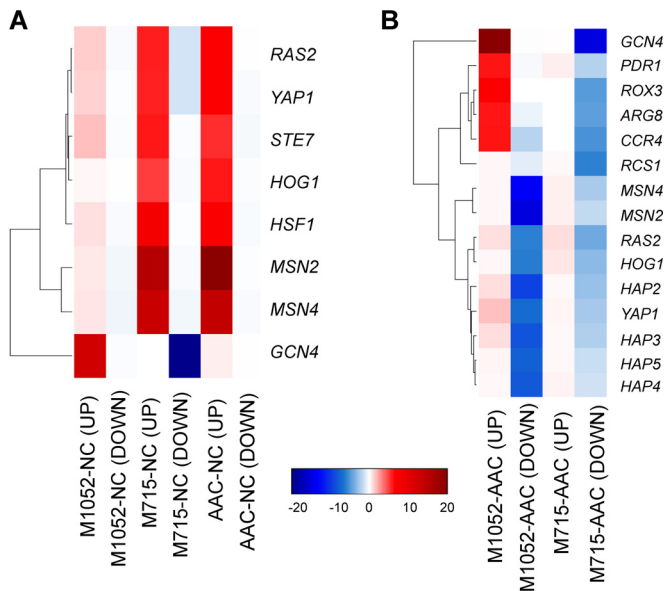 A
RAS2
YAP1
STE7
HOG1
HSF1
MSN2
MSN4
GCN4
M1052-NC (UP)
M1052-NC (DOWN)
M715-NC (UP)
M715-NC (DOWN)
AAC-NC (UP)
AAC-NC (DOWN)
-20 -10 0 10 20
B
GCN4
PDR1
ROX3
ARG8
CCR4
RCS1
MSN4
MSN2
RAS2
HOG1
HAP2
YAP1
HAP3
HAP5
HAP4
M1052-AAC (UP)
M1052-AAC (DOWN)
M715-AAC (UP)
M715-AAC (DOWN)